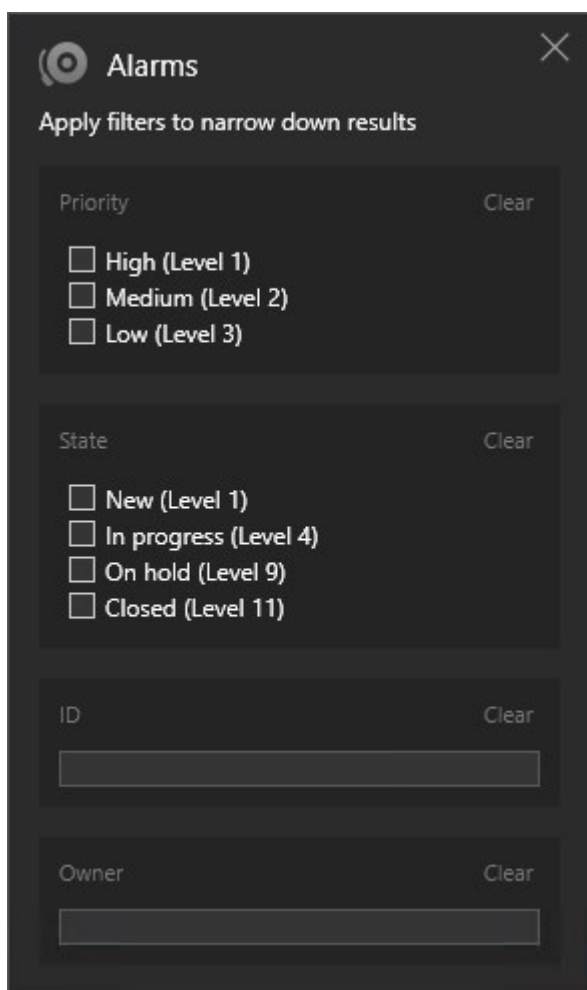 Alarms
Apply filters to narrow down results
Priority Clear
High (Level 1)
Medium (Level 2)
Low (Level 3)
State Clear
New (Level 1)
In progress (Level 4)
On hold (Level 9)
Closed (Level 11)
ID Clear
Owner Clear